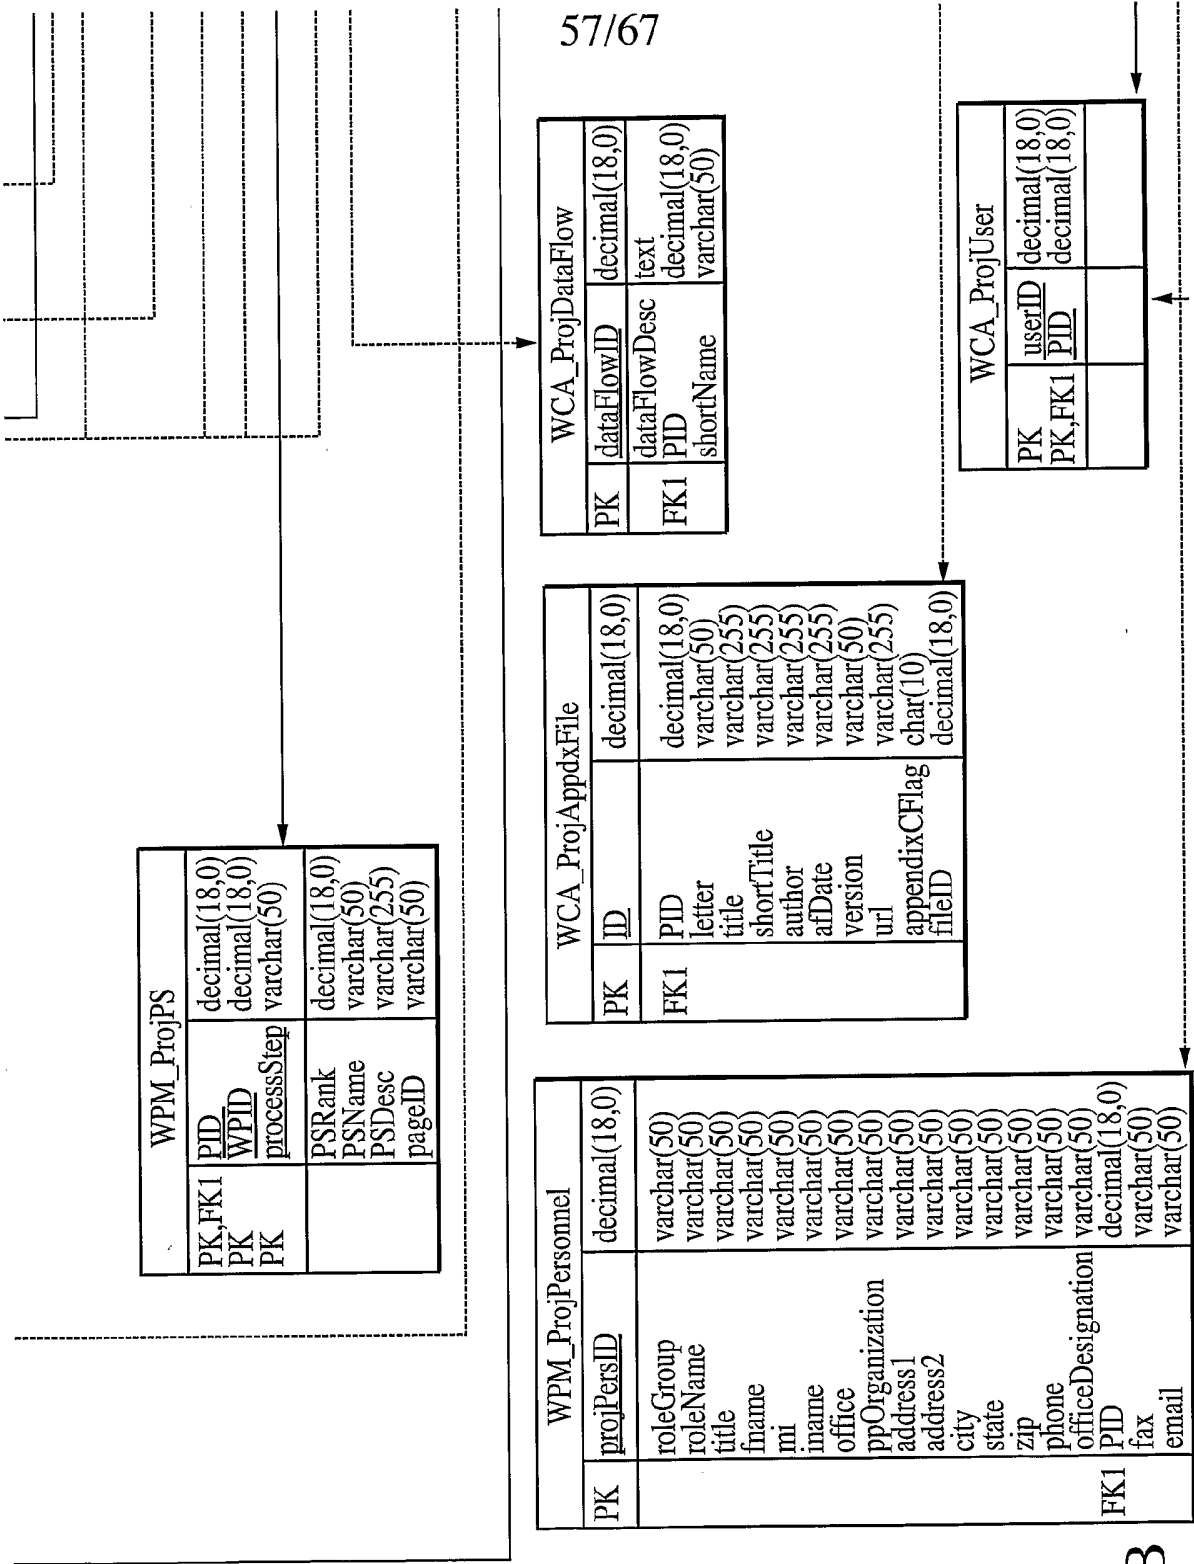 57/67
WPM_ProjPS
PK,FK1 PID decimal(18,0)
PK WPID decimal(18,0)
PK processStep varchar(50)
PSRank decimal(18,0)
PSName varchar(50)
PSDesc varchar(255)
pageID varchar(50)
WCA_ProjDataFlow
PK dataFlowID decimal(18,0)
dataFlowDesc text
FK1 PID decimal(18,0)
shortName varchar(50)
WPM_ProjPersonnel
PK projPersID decimal(18,0)
roleGroup varchar(50)
roleName varchar(50)
title varchar(50)
fname varchar(50)
mi varchar(50)
iname varchar(50)
office varchar(50)
ppOrganization varchar(50)
address1 varchar(50)
address2 varchar(50)
city varchar(50)
state varchar(50)
zip varchar(50)
phone varchar(50)
officeDesignation varchar(50)
FK1 PID decimal(18,0)
fax varchar(50)
email varchar(50)
WCA_ProjAppdxFile
PK ID decimal(18,0)
FK1 PID decimal(18,0)
letter varchar(50)
title varchar(255)
shortTitle varchar(255)
author varchar(255)
afDate varchar(255)
version varchar(50)
url varchar(255)
appendixCFlag char(10)
fileID decimal(18,0)
WCA_ProjUser
PK userID decimal(18,0)
PK,FK1 PID decimal(18,0)